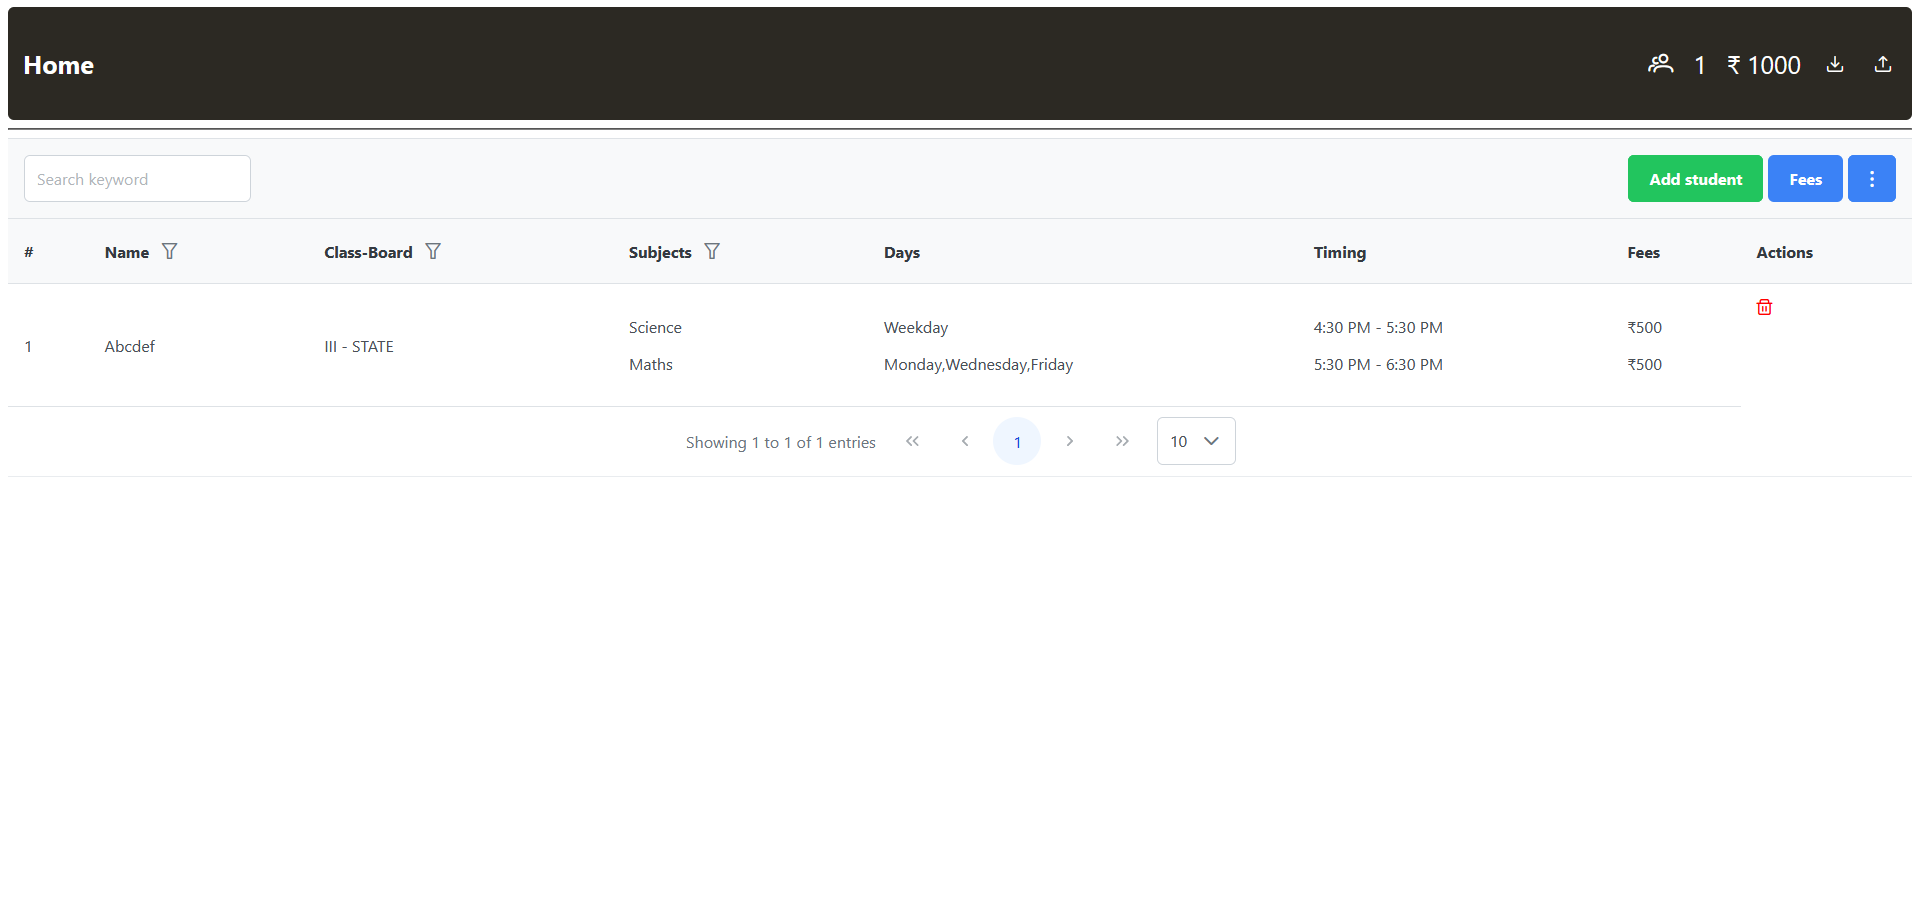 Home 1 ₹ 1000
Search keyword Add student Fees
# Name Class-Board Subjects Days Timing Fees Actions
Science Weekday 4:30 PM - 5:30 PM ₹500
1 Abcdef III - STATE
Maths Monday,Wednesday,Friday 5:30 PM - 6:30 PM ₹500
Showing 1 to 1 of 1 entries 1 10